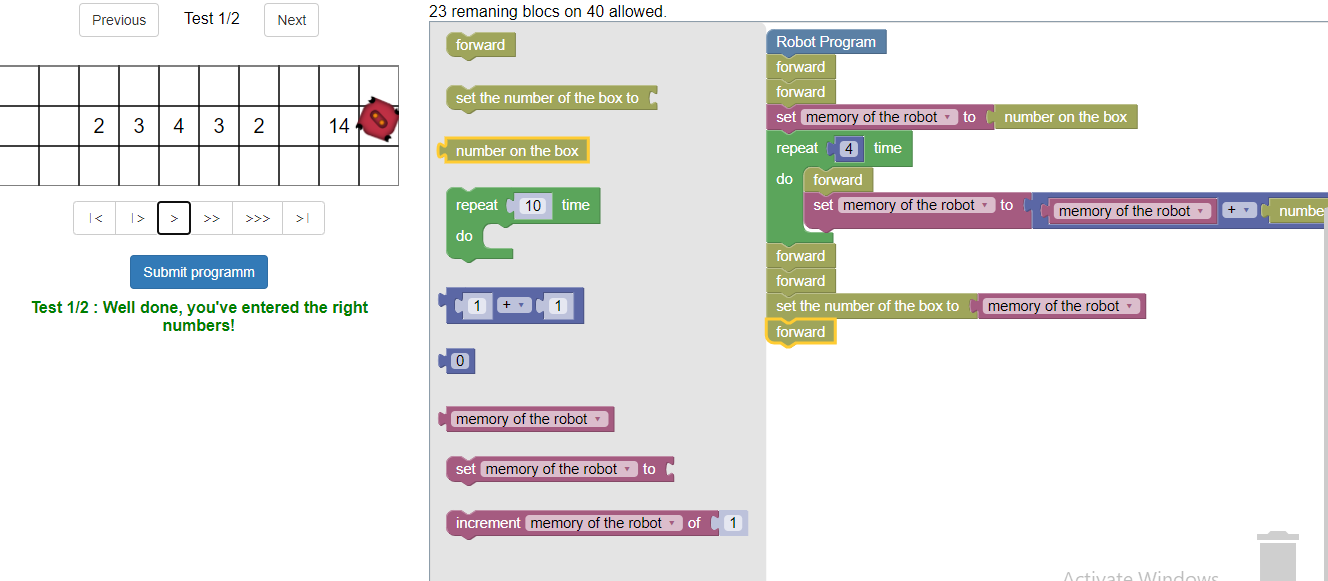 Previous Test 1/2 Next
2 3 4 3 2 14
|< |> > >> >>> >|
Submit programm
Test 1/2 : Well done, you've entered the right
numbers!
23 remaning blocs on 40 allowed.
forward
set the number of the box to
number on the box
repeat 10 time
do
1 + 1
0
memory of the robot
set memory of the robot to
increment memory of the robot of 1
Robot Program
forward
forward
set memory of the robot to number on the box
repeat 4 time
do forward
set memory of the robot to memory of the robot + numbe
forward
forward
set the number of the box to memory of the robot
forward
Activate Windows